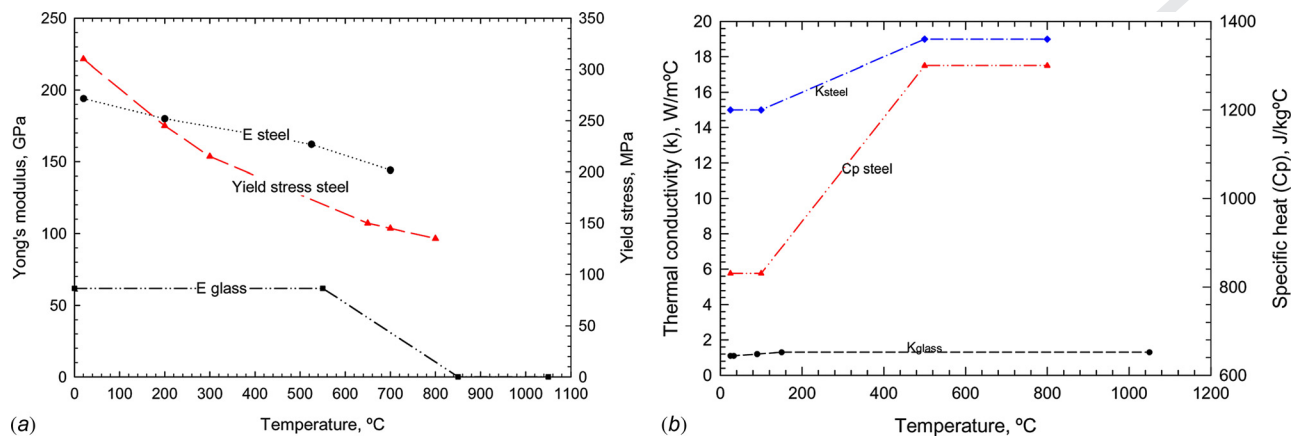 250
200
150
100
50
0
Yong's modulus, GPa
0 100 200 300 400 500 600 700 800 900 1000 1100
Temperature, ºC
350
300
250
200
150
100
50
0
Yield stress, MPa
E steel
Yield stress steel
E glass
(a)
20
18
16
14
12
10
8
6
4
2
0
Thermal conductivity (k), W/mºC
0 200 400 600 800 1000 1200
Temperature, ºC
1400
1200
1000
800
600
Specific heat (Cp), J/kgºC
Ksteel
Cp steel
Kglass
(b)